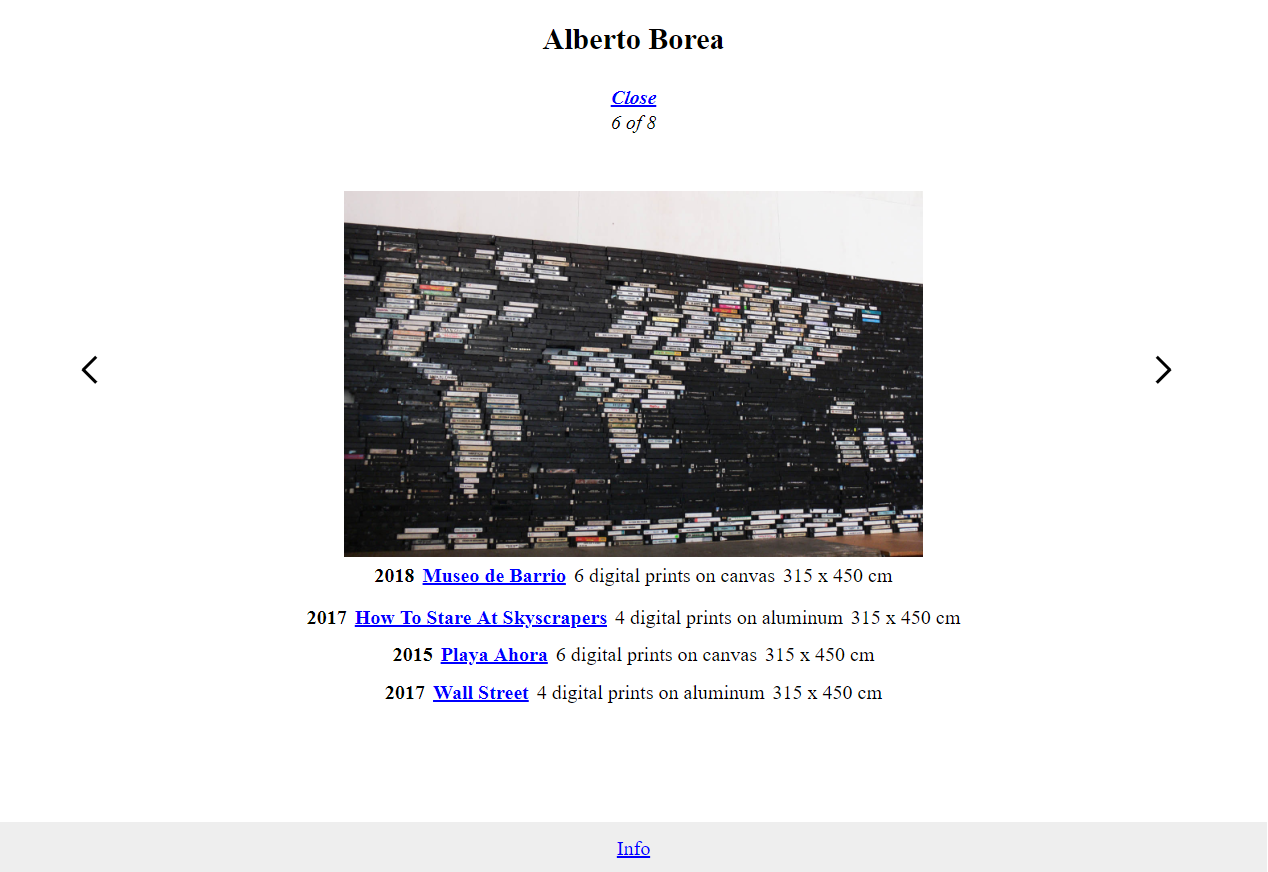 Alberto Borea
Close
6 of 8
2018 Museo de Barrio 6 digital prints on canvas 315 x 450 cm
2017 How To Stare At Skyscrapers 4 digital prints on aluminum 315 x 450 cm
2015 Playa Ahora 6 digital prints on canvas 315 x 450 cm
2017 Wall Street 4 digital prints on aluminum 315 x 450 cm
Info